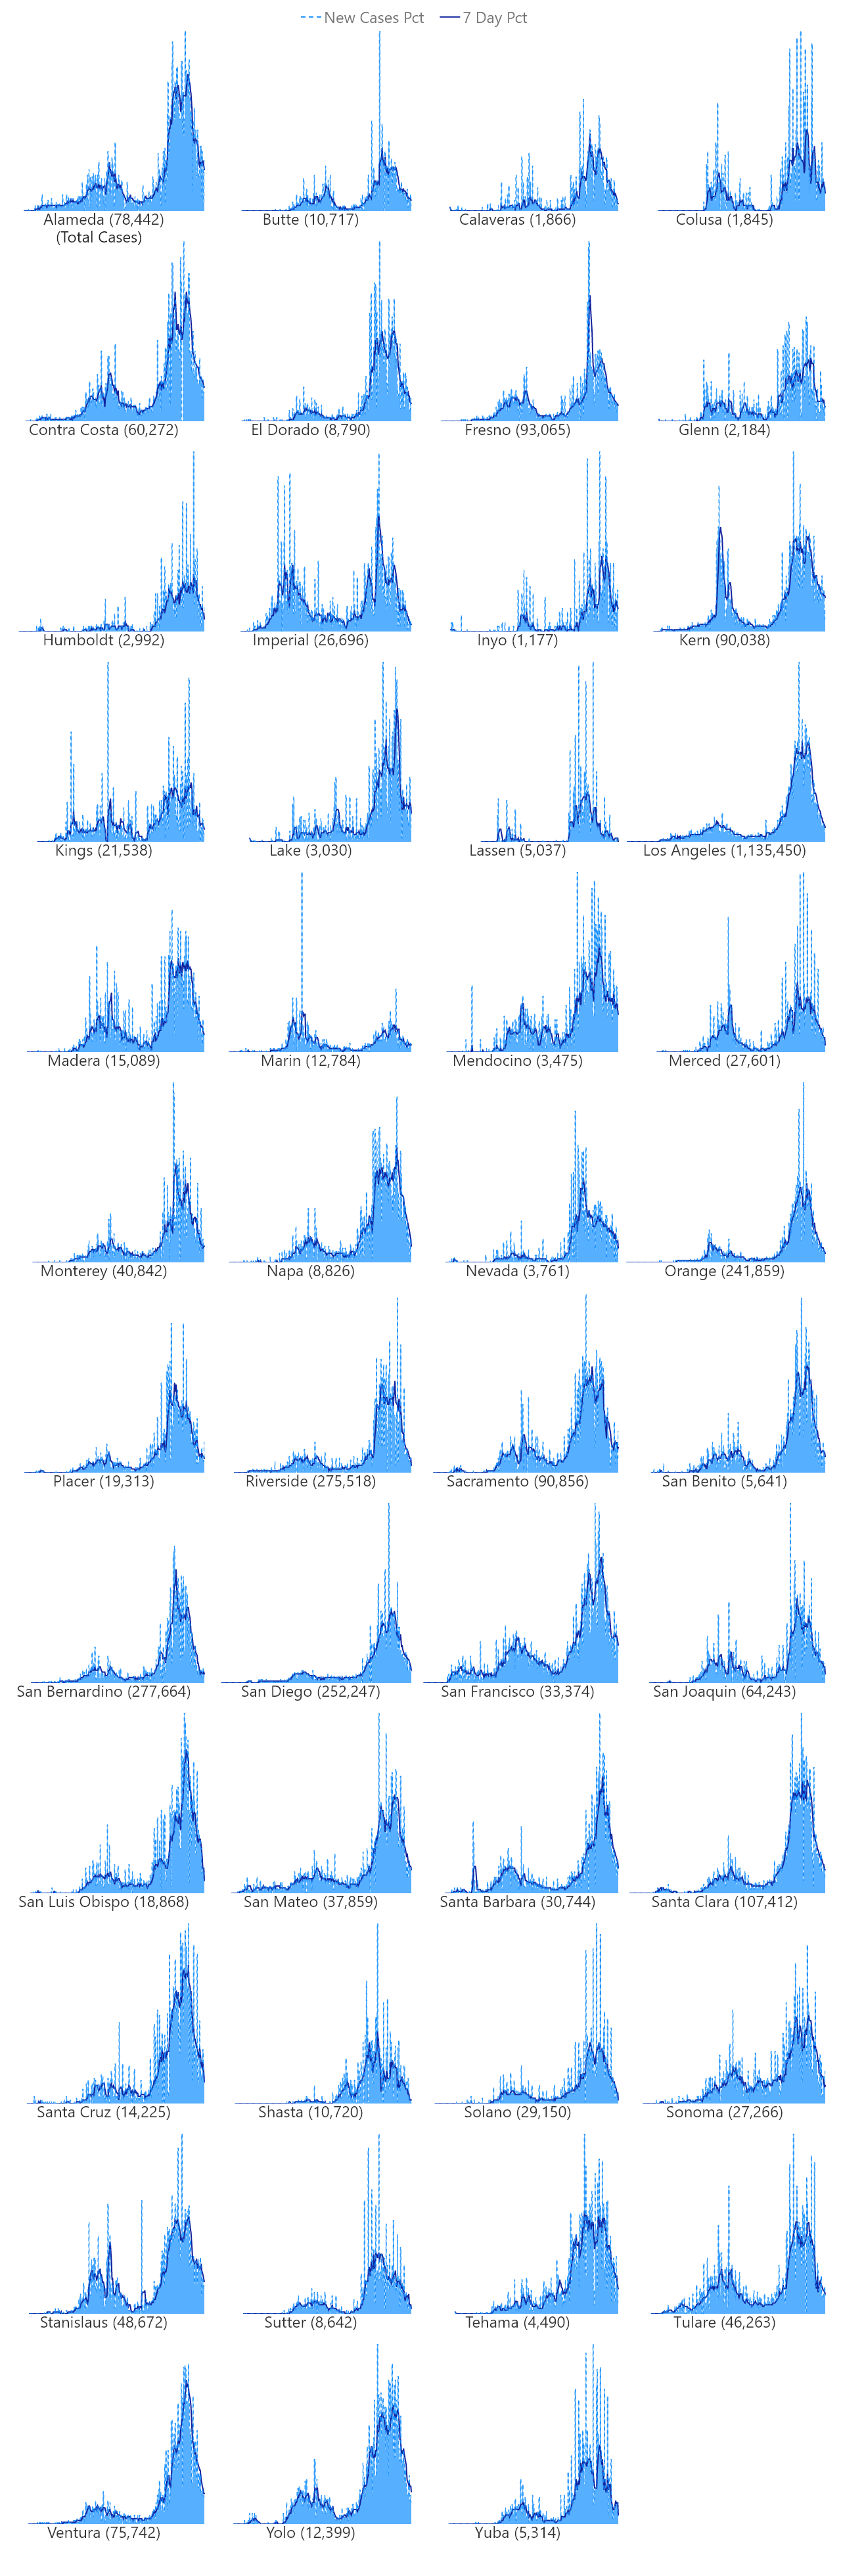 New Cases Pct 7 Day Pct
Alameda (78,442) Butte (10,717) Calaveras (1,866) Colusa (1,845)
(Total Cases)
Contra Costa (60,272) El Dorado (8,790) Fresno (93,065) Glenn (2,184)
Humboldt (2,992) Imperial (26,696) Inyo (1,177) Kern (90,038)
Kings (21,538) Lake (3,030) Lassen (5,037) Los Angeles (1,135,450)
Madera (15,089) Marin (12,784) Mendocino (3,475) Merced (27,601)
Monterey (40,842) Napa (8,826) Nevada (3,761) Orange (241,859)
Placer (19,313) Riverside (275,518) Sacramento (90,856) San Benito (5,641)
San Bernardino (277,664) San Diego (252,247) San Francisco (33,374) San Joaquin (64,243)
San Luis Obispo (18,868) San Mateo (37,859) Santa Barbara (30,744) Santa Clara (107,412)
Santa Cruz (14,225) Shasta (10,720) Solano (29,150) Sonoma (27,266)
Stanislaus (48,672) Sutter (8,642) Tehama (4,490) Tulare (46,263)
Ventura (75,742) Yolo (12,399) Yuba (5,314)